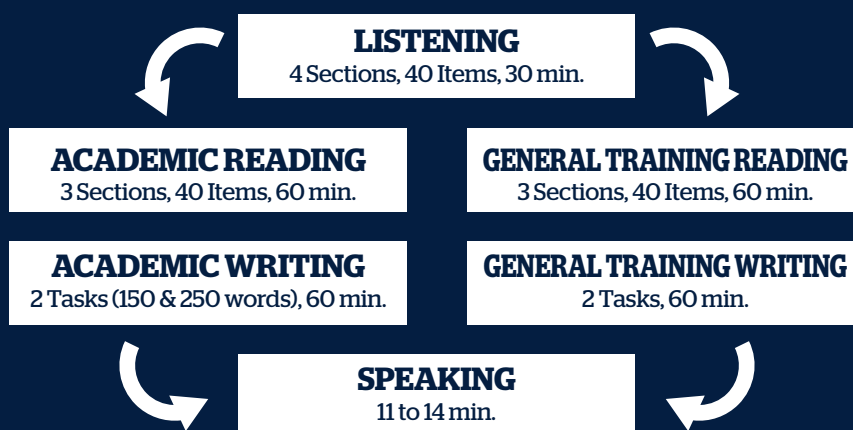 LISTENING
4 Sections, 40 Items, 30 min.
ACADEMIC READING
3 Sections, 40 Items, 60 min.
GENERAL TRAINING READING
3 Sections, 40 Items, 60 min.
ACADEMIC WRITING
2 Tasks (150 & 250 words), 60 min.
GENERAL TRAINING WRITING
2 Tasks, 60 min.
SPEAKING
11 to 14 min.